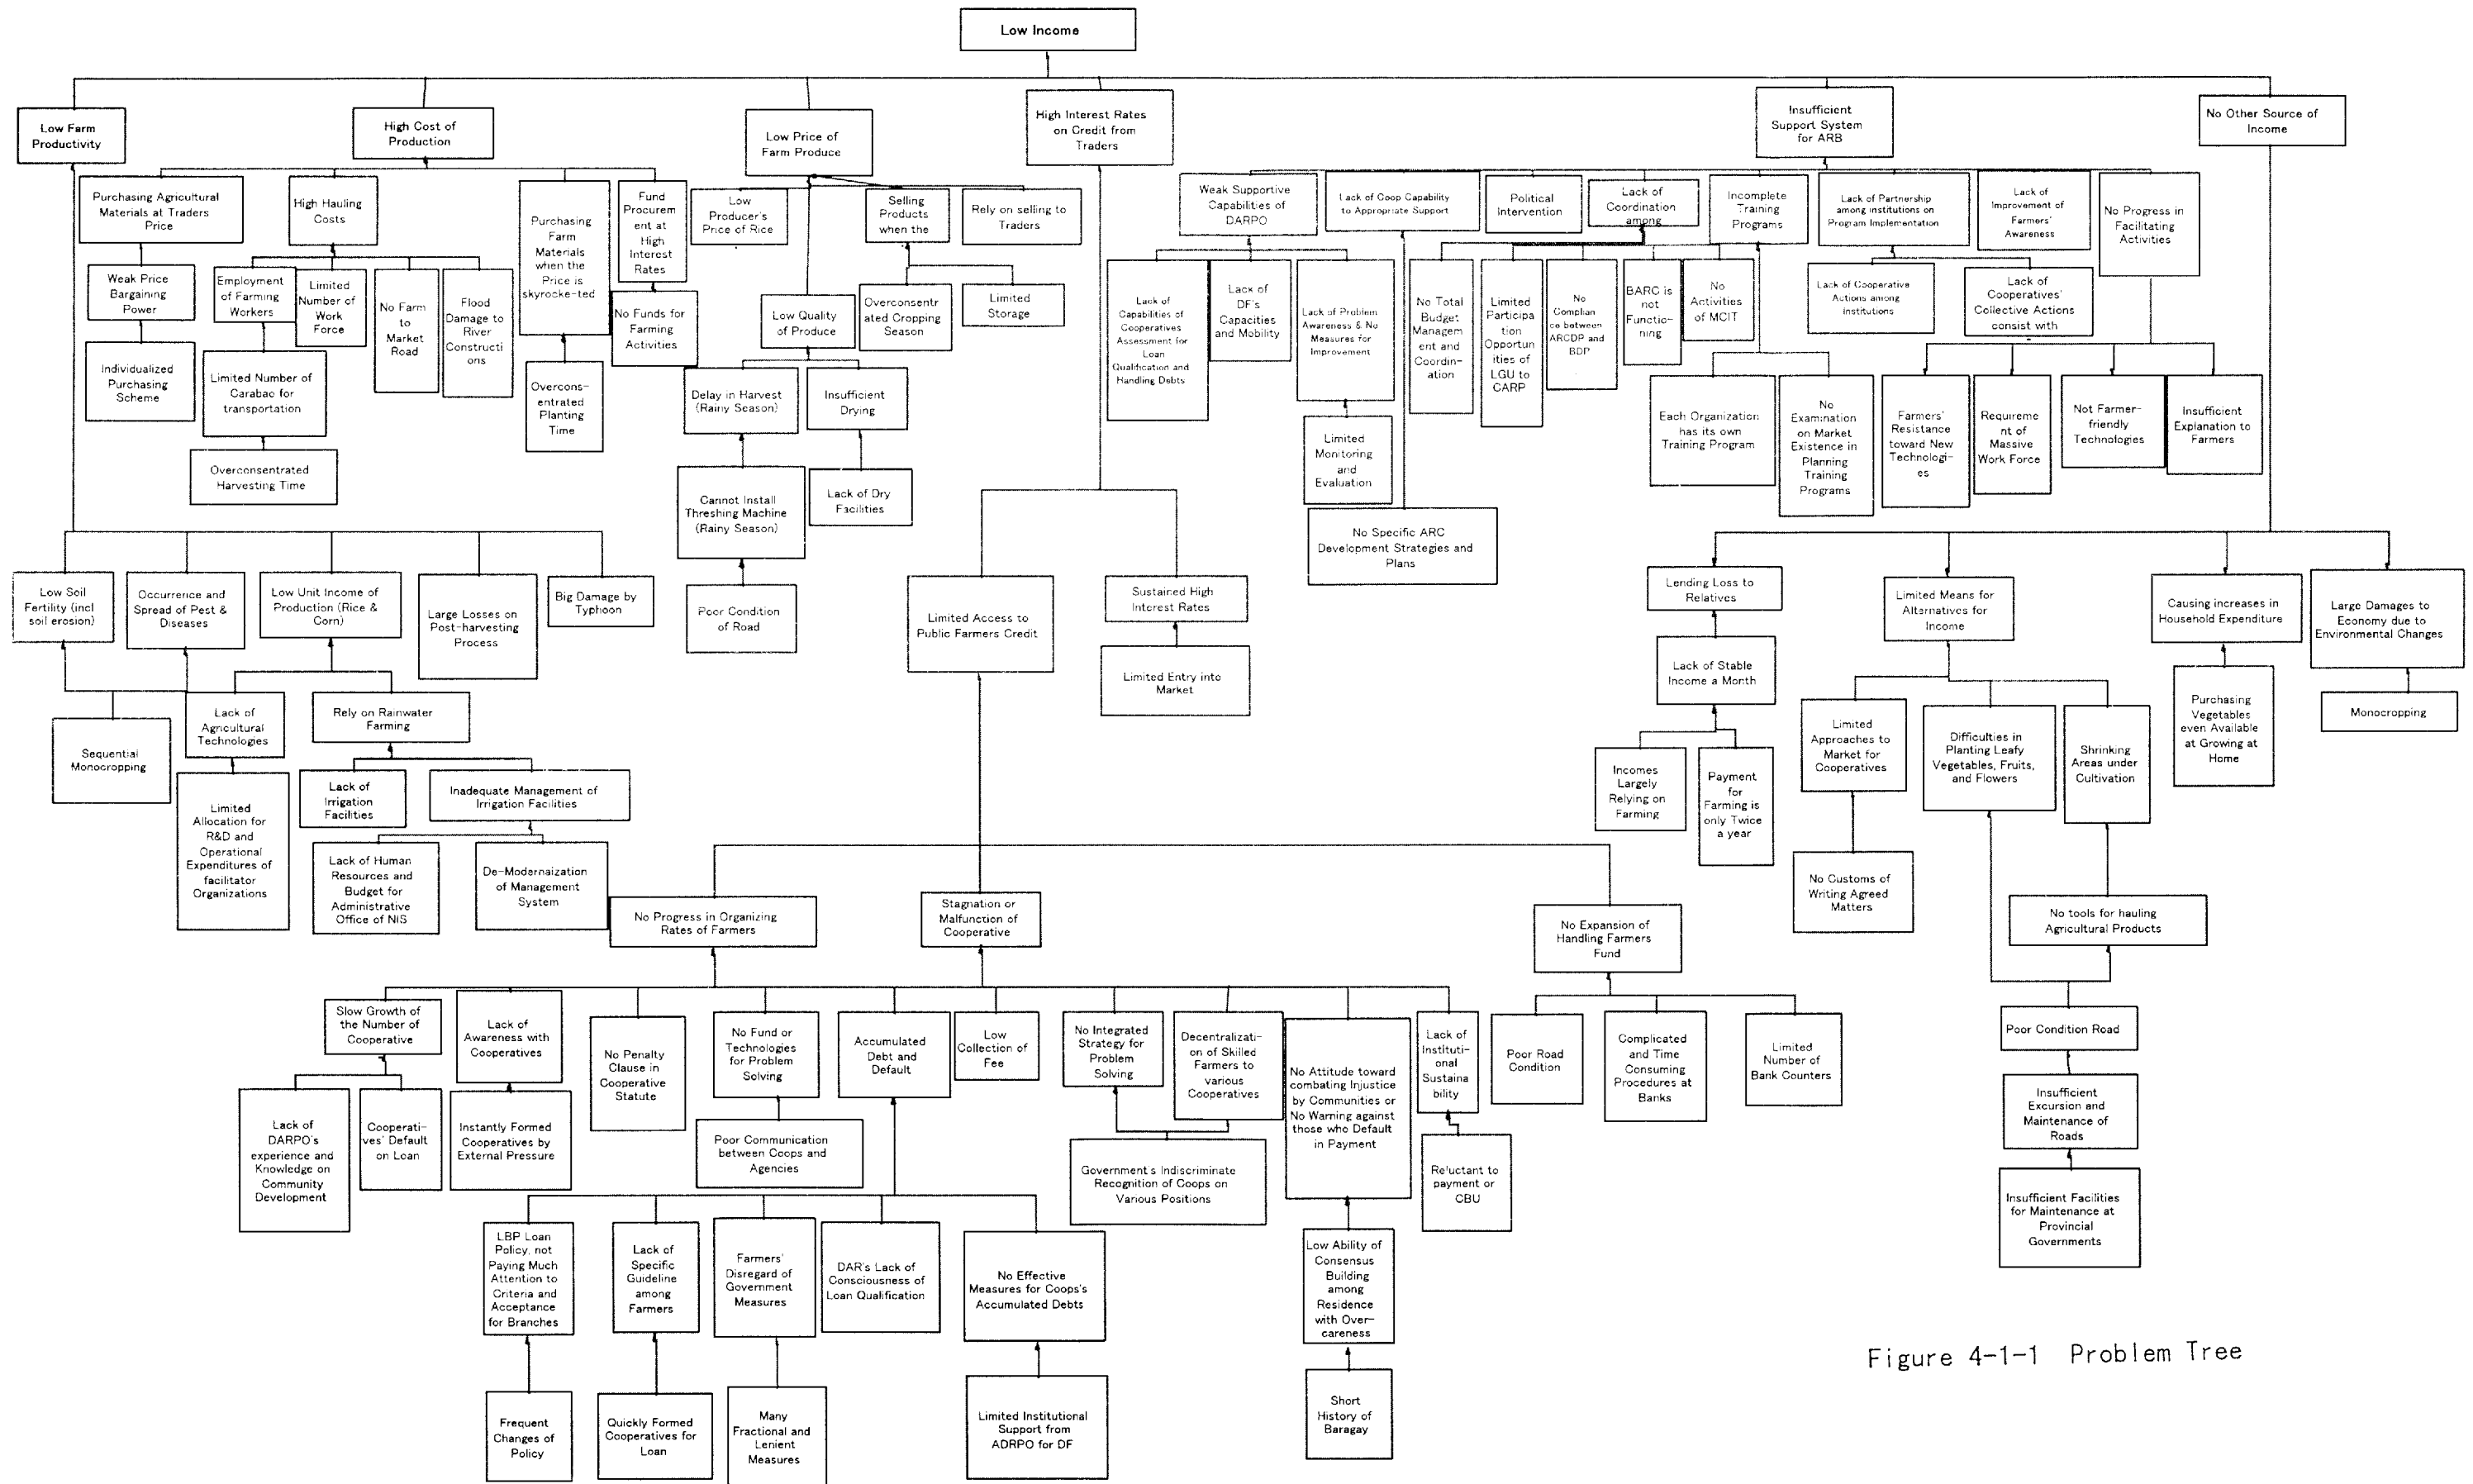 Low Income
Low Farm
Productivity
High Cost of
Production
Low Price of
Farm Produce
High Interest Rates
on Credit from
Traders
Insufficient
Support System
for ARB
No Other Source of
Income
Purchasing Agricultural
Materials at Traders
Price
High Hauling
Costs
Purchasing
Farm
Materials
when the
Price is
skyrocke-ted
Fund
Procurem
ent at
High
Interest
Rates
Low
Producer's
Price of Rice
Selling
Products
when the
Rely on selling to
Traders
Weak Supportive
Capabilities of
DARPO
Lack of Coop Capability
to Appropriate Support
Political
Intervention
Lack of
Coordination
among
Incomplete
Training
Programs
Lack of Partnership
among institutions on
Program Implementation
Lack of
Improvement of
Farmers'
Awareness
No Progress in
Facilitating
Activities
Weak Price
Bargaining
Power
Employment
of Farming
Workers
Limited
Number of
Work
Force
No Farm
to
Market
Road
Flood
Damage to
River
Constructi
ons
No Funds for
Farming
Activities
Low Quality
of Produce
Overconsentr
ated Cropping
Season
Limited
Storage
Lack of
Capabilities of
Cooperatives
Assessment for
Loan
Qualification and
Handling Debts
Lack of
DF's
Capacities
and Mobility
Lack of Problem
Awareness & No
Measures for
Improvement
No Total
Budget
Managem
ent and
Coordin-
ation
Limited
Participa
tion
Opportun
ities of
LGU to
CARP
No
Complian
ce between
ARCDP and
BDP
BARC is
not
Functio-
ning
No
Activities
of MCIT
Lack of Cooperative
Actions among
Institutions
Lack of
Cooperatives'
Collective Actions
consist with
Individualized
Purchasing
Scheme
Limited Number of
Carabao for
transportation
Overcons-
entrated
Planting
Time
Delay in Harvest
(Rainy Season)
Insufficient
Drying
Limited
Monitoring
and
Evaluation
Each Organization
has its own
Training Program
No
Examination
on Market
Existence in
Planning
Training
Programs
Farmers'
Resistance
toward New
Technologi-
es
Requireme
nt of
Massive
Work Force
Not Farmer-
friendly
Technologies
Insufficient
Explanation to
Farmers
Overconsentrated
Harvesting Time
Cannot Install
Threshing Machine
(Rainy Season)
Lack of Dry
Facilities
No Specific ARC
Development Strategies and
Plans
Low Soil
Fertility (incl
soil erosion)
Occurrence and
Spread of Pest &
Diseases
Low Unit Income of
Production (Rice &
Corn)
Large Losses on
Post-harvesting
Process
Big Damage by
Typhoon
Poor Condition
of Road
Limited Access to
Public Farmers Credit
Sustained High
Interest Rates
Lending Loss to
Relatives
Limited Means for
Alternatives for
Income
Causing increases in
Household Expenditure
Large Damages to
Economy due to
Environmental Changes
Limited Entry into
Market
Lack of Stable
Income a Month
Sequential
Monocropping
Lack of
Agricultural
Technologies
Rely on Rainwater
Farming
Limited
Approaches to
Market for
Cooperatives
Difficulties in
Planting Leafy
Vegetables, Fruits,
and Flowers
Shrinking
Areas under
Cultivation
Purchasing
Vegetables
even Available
at Growing at
Home
Monocropping
Limited
Allocation for
R&D and
Operational
Expenditures of
facilitator
Organizations
Lack of
Irrigation
Facilities
Inadequate Management of
Irrigation Facilities
Incomes
Largely
Relying on
Farming
Payment
for
Farming is
only Twice
a year
Lack of Human
Resources and
Budget for
Administrative
Office of NIS
De-Modernaization
of Management
System
No Customs of
Writing Agreed
Matters
No Progress in Organizing
Rates of Farmers
Stagnation or
Malfunction of
Cooperative
No Expansion of
Handling Farmers
Fund
No tools for hauling
Agricultural Products
Slow Growth of
the Number of
Cooperative
Lack of
Awareness with
Cooperatives
No Penalty
Clause in
Cooperative
Statute
No Fund or
Technologies
for Problem
Solving
Accumulated
Debt and
Default
Low
Collection of
Fee
No Integrated
Strategy for
Problem
Solving
Decentralizati-
on of Skilled
Farmers to
various
Cooperatives
No Attitude toward
combating Injustice
by Communities or
No Warning against
those who Default
in Payment
Lack of
Instituti-
onal
Sustaina
bility
Poor Road
Condition
Complicated
and Time
Consuming
Procedures at
Banks
Limited
Number of
Bank Counters
Poor Condition Road
Lack of
DARPO's
experience and
Knowledge on
Community
Development
Cooperati-
ves' Default
on Loan
Instantly Formed
Cooperatives by
External Pressure
Poor Communication
between Coops and
Agencies
Government's Indiscriminate
Recognition of Coops on
Various Positions
Reluctant to
payment or
CBU
Insufficient
Excursion and
Maintenance of
Roads
LBP Loan
Policy, not
Paying Much
Attention to
Criteria and
Acceptance
for Branches
Lack of
Specific
Guideline
among
Farmers
Farmers'
Disregard of
Government
Measures
DAR's Lack of
Consciousness of
Loan Qualification
No Effective
Measures for Coops's
Accumulated Debts
Low Ability of
Consensus
Building
among
Residence
with Over-
careness
Insufficient Facilities
for Maintenance at
Provincial
Governments
Frequent
Changes of
Policy
Quickly Formed
Cooperatives for
Loan
Many
Fractional and
Lenient
Measures
Limited Institutional
Support from
ADRPO for DF
Short
History of
Baragay
Figure 4-1-1 Problem Tree